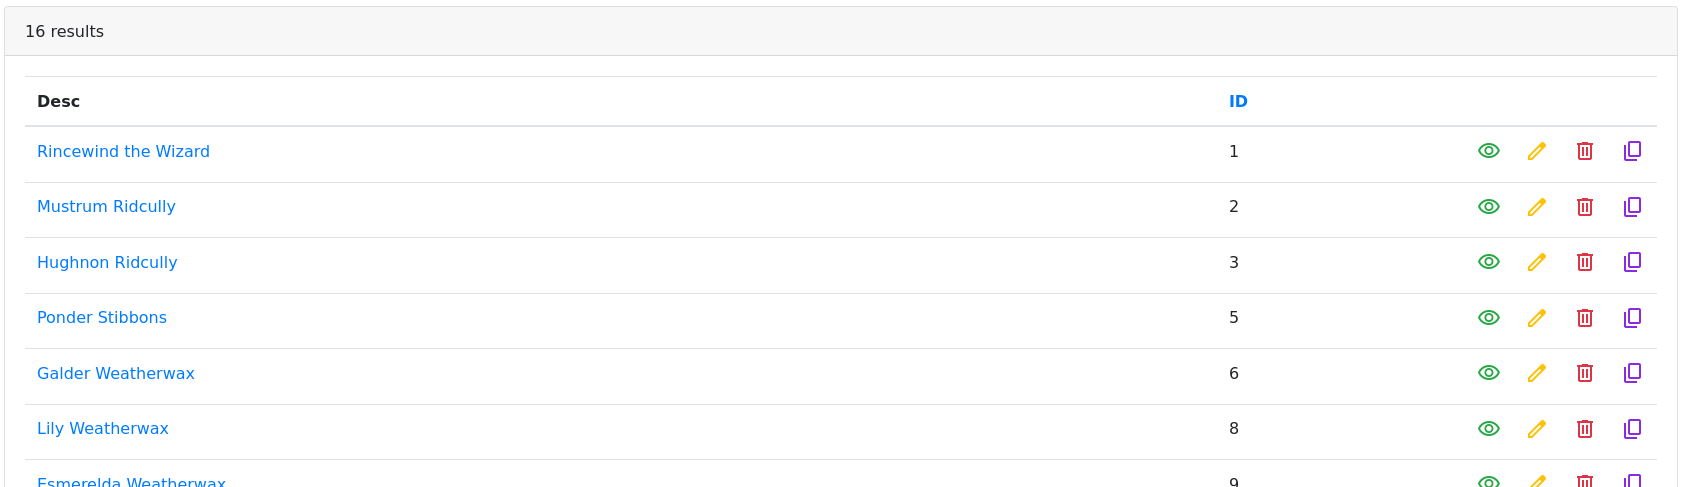 16 results
Desc ID
Rincewind the Wizard 1
Mustrum Ridcully 2
Hughnon Ridcully 3
Ponder Stibbons 5
Galder Weatherwax 6
Lily Weatherwax 8
Esmerelda Weatherwax 9